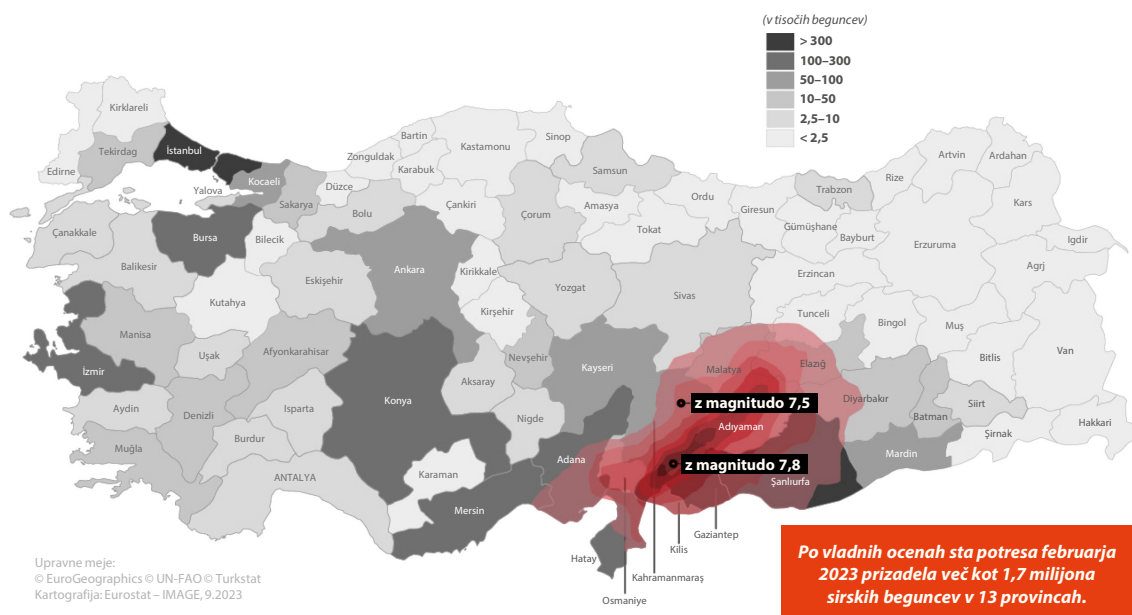 (v tisočih beguncev)
> 300
100–300
50–100
10–50
2,5–10
< 2,5
Kirklareli
Edirne
Tekirdag
İstanbul
Kocaeli
Yalova
Sakarya
Düzce
Zonguldak
Bartin
Karabuk
Kastamonu
Sinop
Samsun
Ordu
Giresun
Trabzon
Rize
Artvin
Ardahan
Kars
Igdir
Çanakkale
Balikesir
Bursa
Bilecik
Bolu
Çankiri
Çorum
Amasya
Tokat
Gümüşhane
Bayburt
Erzuruma
Agrj
Kutahya
Eskişehir
Ankara
Kirikkale
Kirşehir
Yozgat
Sivas
Erzincan
Tunceli
Bingol
Muş
Bitlis
Van
Manisa
İzmir
Uşak
Afyonkarahisar
Konya
Aksaray
Nevşehir
Kayseri
Malatya
Elazığ
Diyarbakır
Batman
Siirt
Şirnak
Hakkari
Aydin
Denizli
Isparta
Burdur
Muğla
ANTALYA
Karaman
Nigde
Mersin
Adana
z magnitudo 7,5
Adıyaman
z magnitudo 7,8
Şanlıurfa
Mardin
Gaziantep
Kilis
Hatay
Kahramanmaraş
Osmaniye
Upravne meje:
© EuroGeographics © UN-FAO © Turkstat
Kartografija: Eurostat – IMAGE, 9.2023
Po vladnih ocenah sta potresa februarja
2023 prizadela več kot 1,7 milijona
sirskih beguncev v 13 provincah.